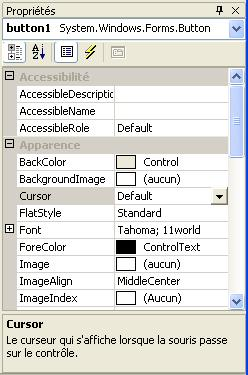 Propriétés
button1 System.Windows.Forms.Button
Accessibilité
AccessibleDescriptic
AccessibleName
AccessibleRole Default
Apparence
BackColor Control
BackgroundImage (aucun)
Cursor Default
FlatStyle Standard
Font Tahoma; 11world
ForeColor ControlText
Image (aucun)
ImageAlign MiddleCenter
ImageIndex (Aucun)
Cursor
Le curseur qui s'affiche lorsque la souris passe
sur le contrôle.